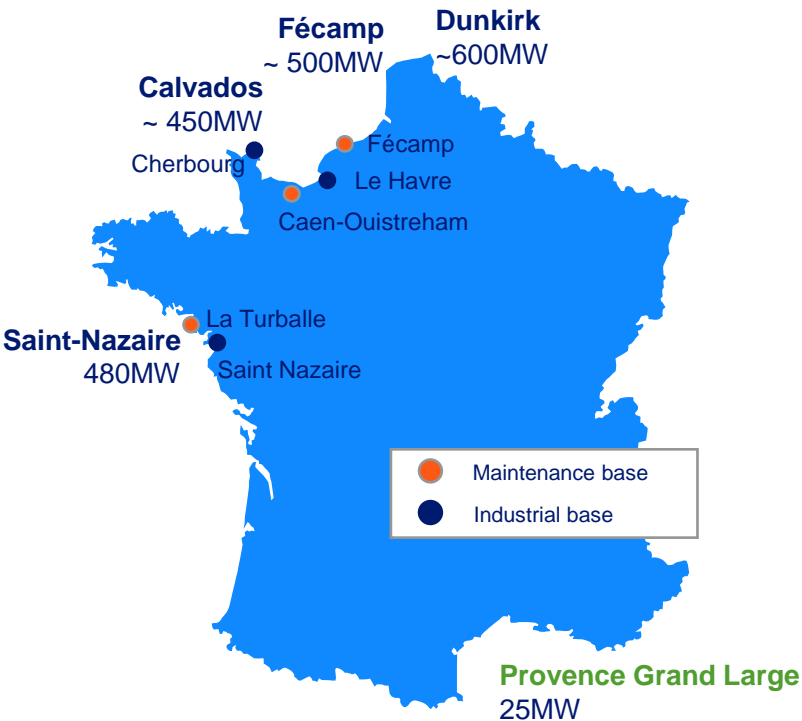 Fécamp
~ 500MW
Dunkirk
~600MW
Calvados
~ 450MW
Cherbourg
Fécamp
Le Havre
Caen-Ouistreham
La Turballe
Saint-Nazaire
480MW
Saint Nazaire
Maintenance base
Industrial base
Provence Grand Large
25MW